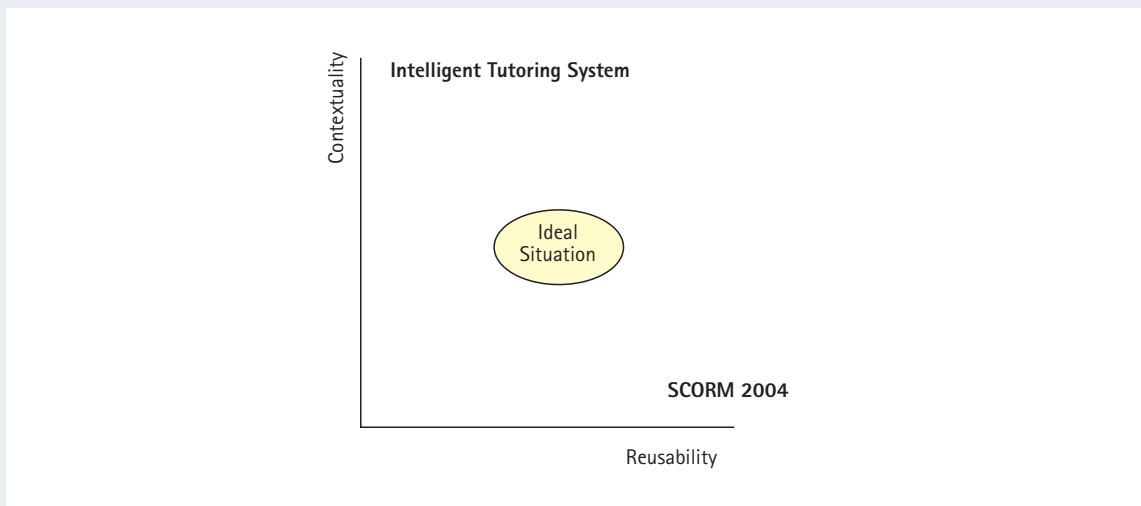 Contextuality
Intelligent Tutoring System
Ideal
Situation
SCORM 2004
Reusability